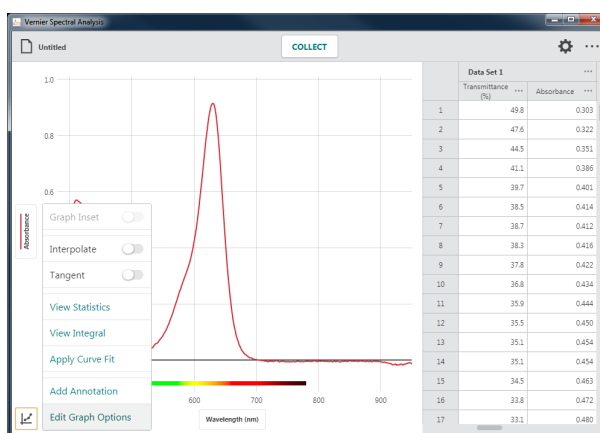 Vernier Spectral Analysis
Untitled
COLLECT
1.0
0.8
0.6
Absorbance
Graph Inset
Interpolate
Tangent
View Statistics
View Integral
Apply Curve Fit
Add Annotation
Edit Graph Options
600 700 800 900
Wavelength (nm)
Data Set 1
Transmittance (%) Absorbance
1 49.8 0.303
2 47.6 0.322
3 44.5 0.351
4 41.1 0.386
5 39.7 0.401
6 38.5 0.414
7 38.7 0.412
8 38.3 0.416
9 37.8 0.422
10 36.8 0.434
11 35.9 0.444
12 35.5 0.450
13 35.1 0.454
14 35.1 0.454
15 34.5 0.463
16 33.8 0.472
17 33.1 0.480